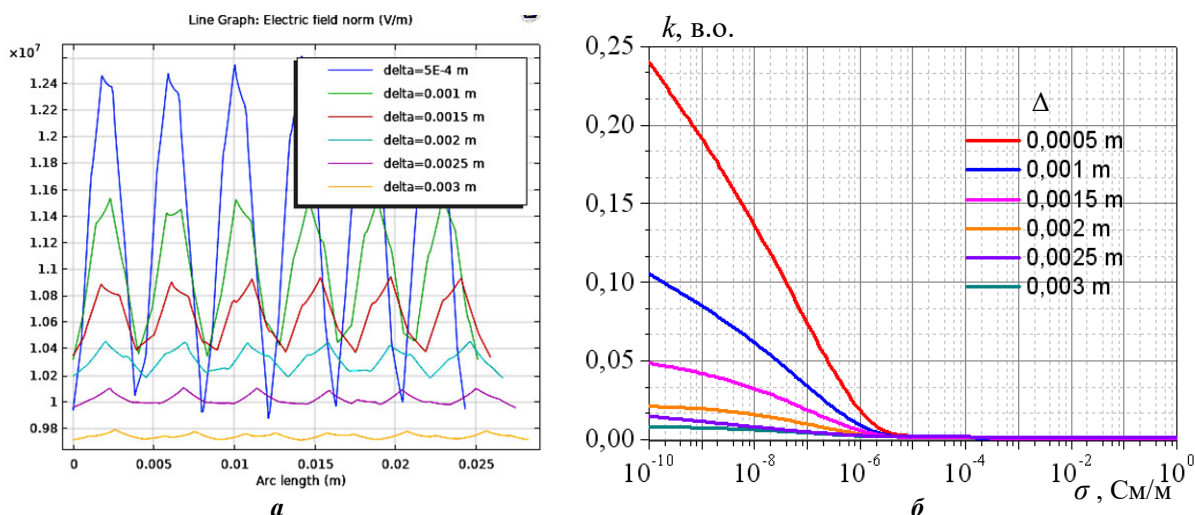 Line Graph: Electric field norm (V/m)
×10⁷
1.24
1.22
1.2
1.18
1.16
1.14
1.12
1.1
1.08
1.06
1.04
1.02
1
0.98
delta=5E-4 m
delta=0.001 m
delta=0.0015 m
delta=0.002 m
delta=0.0025 m
delta=0.003 m
0 0.005 0.01 0.015 0.02 0.025
Arc length (m)
а
k, в.о.
0,25
0,20
0,15
0,10
0,05
0,00
Δ
0,0005 m
0,001 m
0,0015 m
0,002 m
0,0025 m
0,003 m
10⁻¹⁰ 10⁻⁸ 10⁻⁶ 10⁻⁴ 10⁻² 10⁰
σ , См/м
б